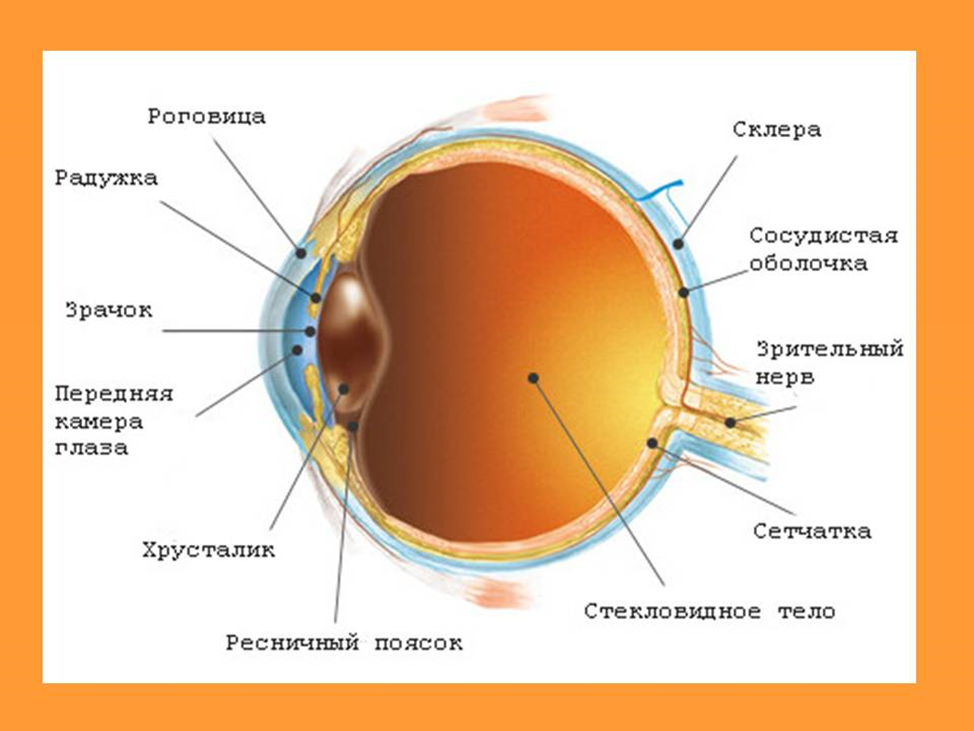 Роговица
Радужка
Зрачок
Передняя
камера
глаза
Хрусталик
Ресничный поясок
Склера
Сосудистая
оболочка
Зрительный
нерв
Сетчатка
Стекловидное тело